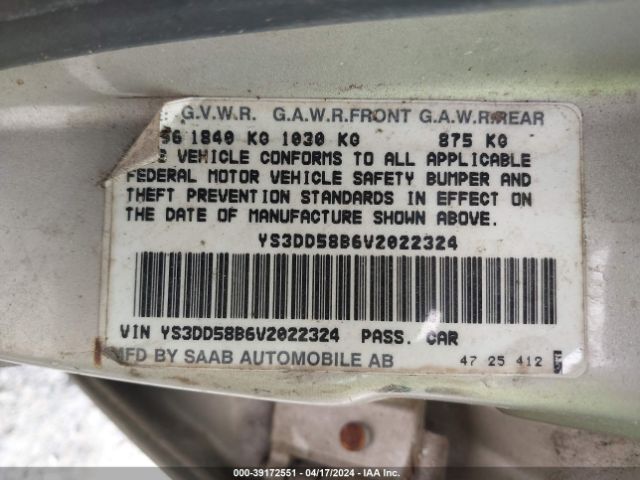 G.V.W.R. G.A.W.R.FRONT G.A.W.R.REAR
96 1840 KG 1030 KG 875 KG
VEHICLE CONFORMS TO ALL APPLICABLE
FEDERAL MOTOR VEHICLE SAFETY BUMPER AND
THEFT PREVENTION STANDARDS IN EFFECT ON
THE DATE OF MANUFACTURE SHOWN ABOVE.
YS3DD58B6V2022324
VIN YS3DD58B6V2022324 PASS. CAR
MFD BY SAAB AUTOMOBILE AB 47 25 412
000-39172551 | 04/17/2024 | IAA Inc.